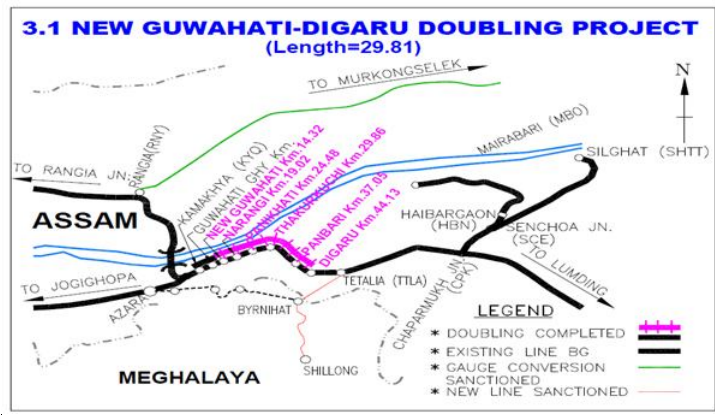 3.1 NEW GUWAHATI-DIGARU DOUBLING PROJECT
(Length=29.81)
TO MURKONGSELEK
N
MAIRABARI (MBO)
SILGHAT (SHTT)
TO RANGIA JN.
RANGIA(RNY)
KAMAKHYA (KYQ)
GUWAHATI GHY Km.
NEW GUWAHATI Km.14.32
NARANGI Km.19.02
PANIKHATI Km.24.48
THAKURKUCHI Km.29.86
PANBARI Km.37.05
DIGARU Km.44.13
ASSAM
HAIBARGAON
(HBN)
SENCHOA JN.
(SCE)
TO LUMDING
TO JOGIGHOPA
AZARA
TETALIA (TTLA)
BYRNIHAT
CHAPARMUKH JN.
(CPK)
SHILLONG
MEGHALAYA
LEGEND
* DOUBLING COMPLETED
* EXISTING LINE BG
* GAUGE CONVERSION
SANCTIONED
* NEW LINE SANCTIONED